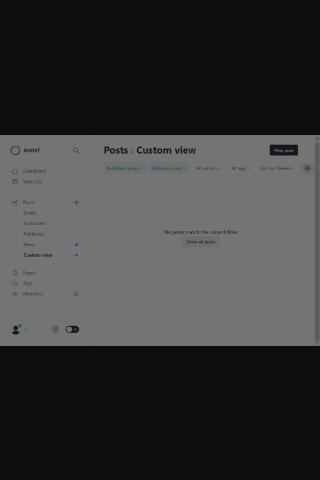 GHOST
Dashboard
View site
Posts
Drafts
Scheduled
Published
News
Custom view
Pages
Tags
Members
Posts › Custom view
New post
Published posts
Members-only
All authors
All tags
Sort by: Newest
No posts match the current filter
Show all posts